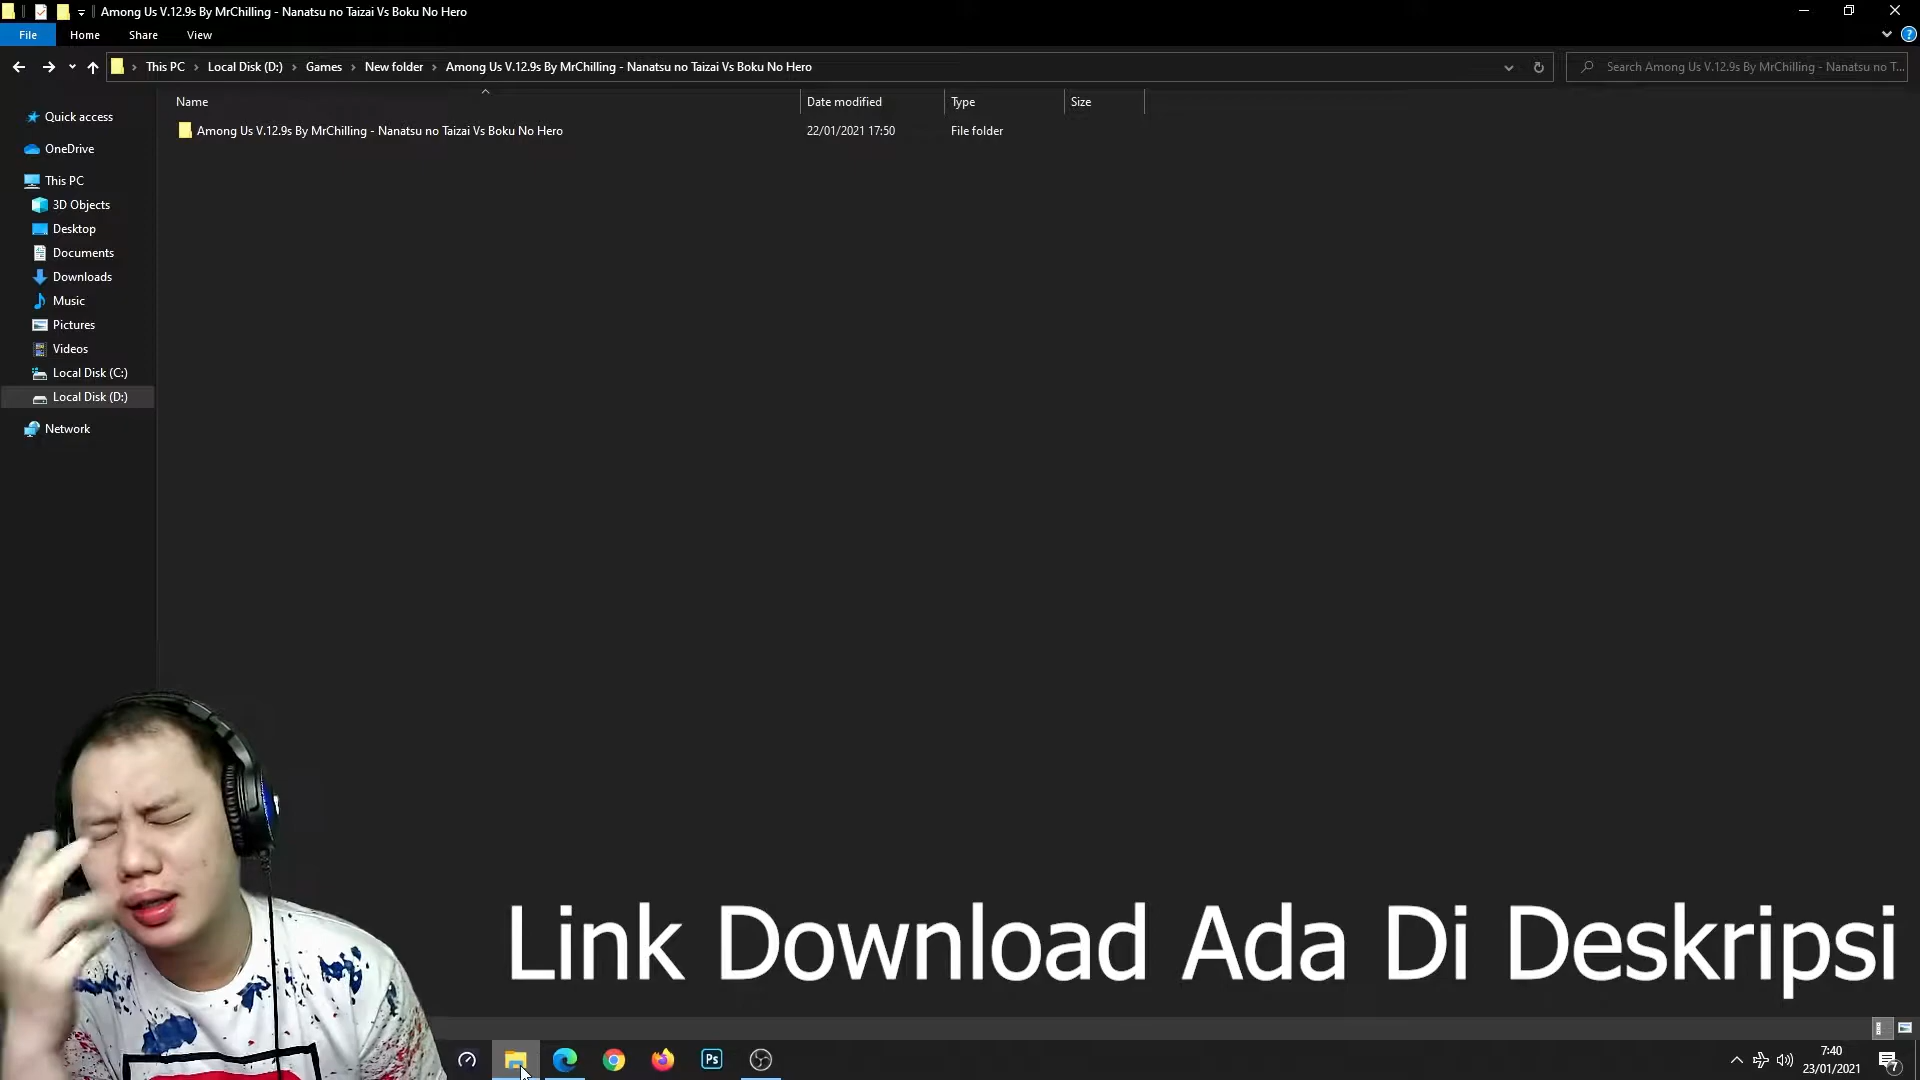 Among Us V.12.9s By MrChilling - Nanatsu no Taizai Vs Boku No Hero
File Home Share View
This PC Local Disk (D:) Games New folder Among Us V.12.9s By MrChilling - Nanatsu no Taizai Vs Boku No Hero
Search Among Us V.12.9s By MrChilling - Nanatsu no T...
Name Date modified Type Size
Among Us V.12.9s By MrChilling - Nanatsu no Taizai Vs Boku No Hero 22/01/2021 17:50 File folder
Quick access
OneDrive
This PC
3D Objects
Desktop
Documents
Downloads
Music
Pictures
Videos
Local Disk (C:)
Local Disk (D:)
Network
Link Download Ada Di Deskripsi
Ps
7:40
23/01/2021
7